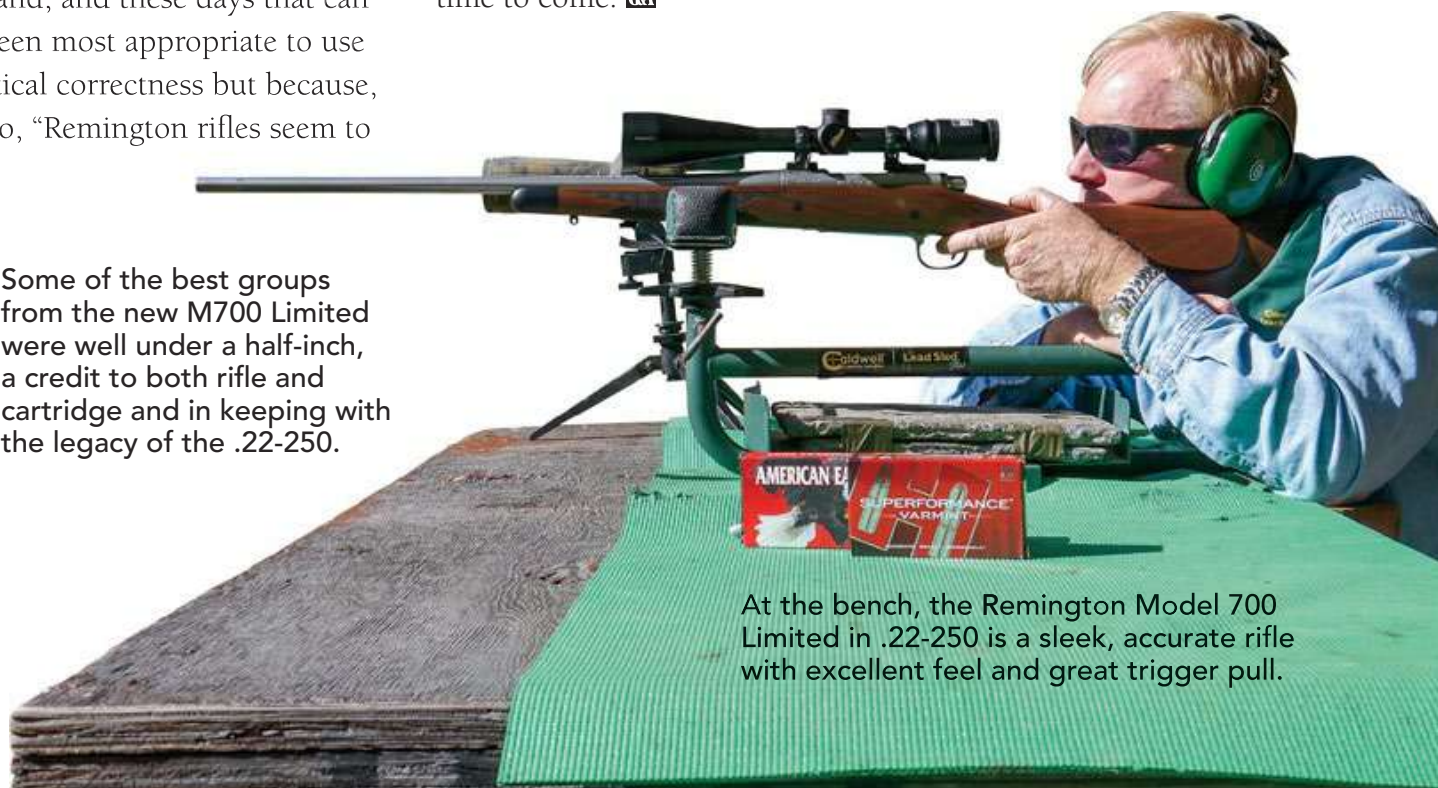 and, and these days that can
een most appropriate to use
tical correctness but because,
o, “Remington rifles seem to
time to come.
Some of the best groups
from the new M700 Limited
were well under a half-inch,
a credit to both rifle and
cartridge and in keeping with
the legacy of the .22-250.
Caldwell Lead Sled
AMERICAN EA
SUPERFORMANCE
VARMINT
At the bench, the Remington Model 700
Limited in .22-250 is a sleek, accurate rifle
with excellent feel and great trigger pull.